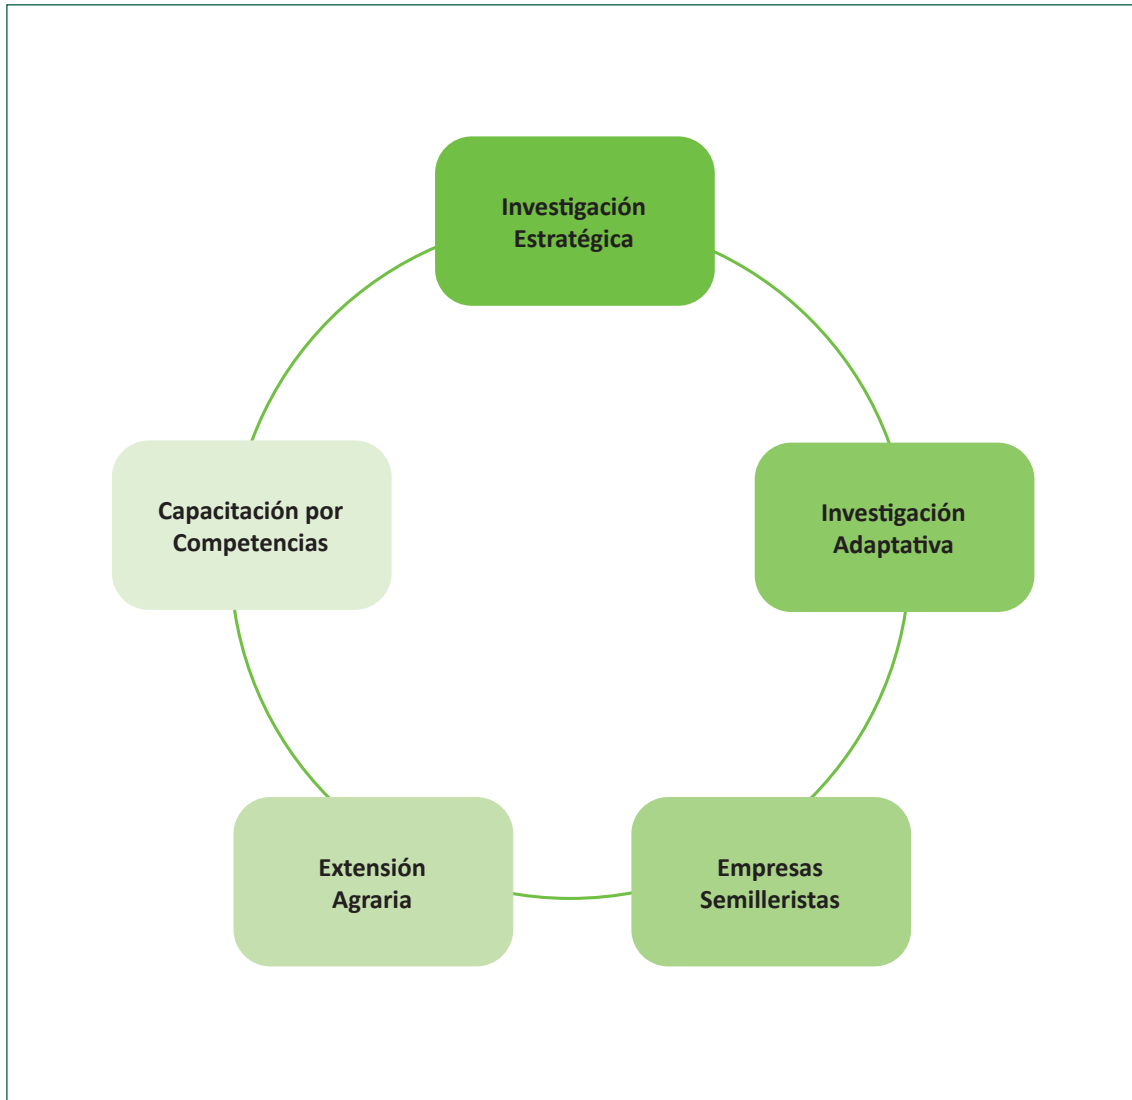 Investigación
Estratégica
Investigación
Adaptativa
Empresas
Semilleristas
Extensión
Agraria
Capacitación por
Competencias